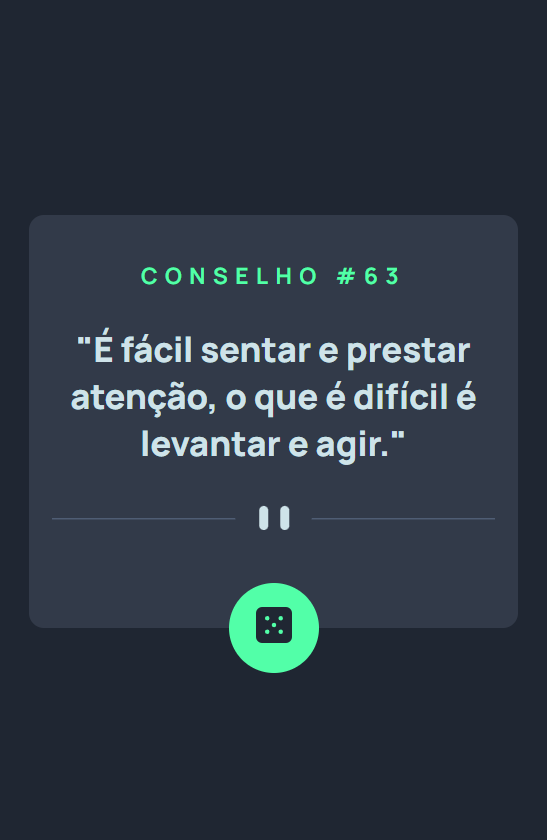 CONSELHO #63
"É fácil sentar e prestar
atenção, o que é difícil é
levantar e agir."